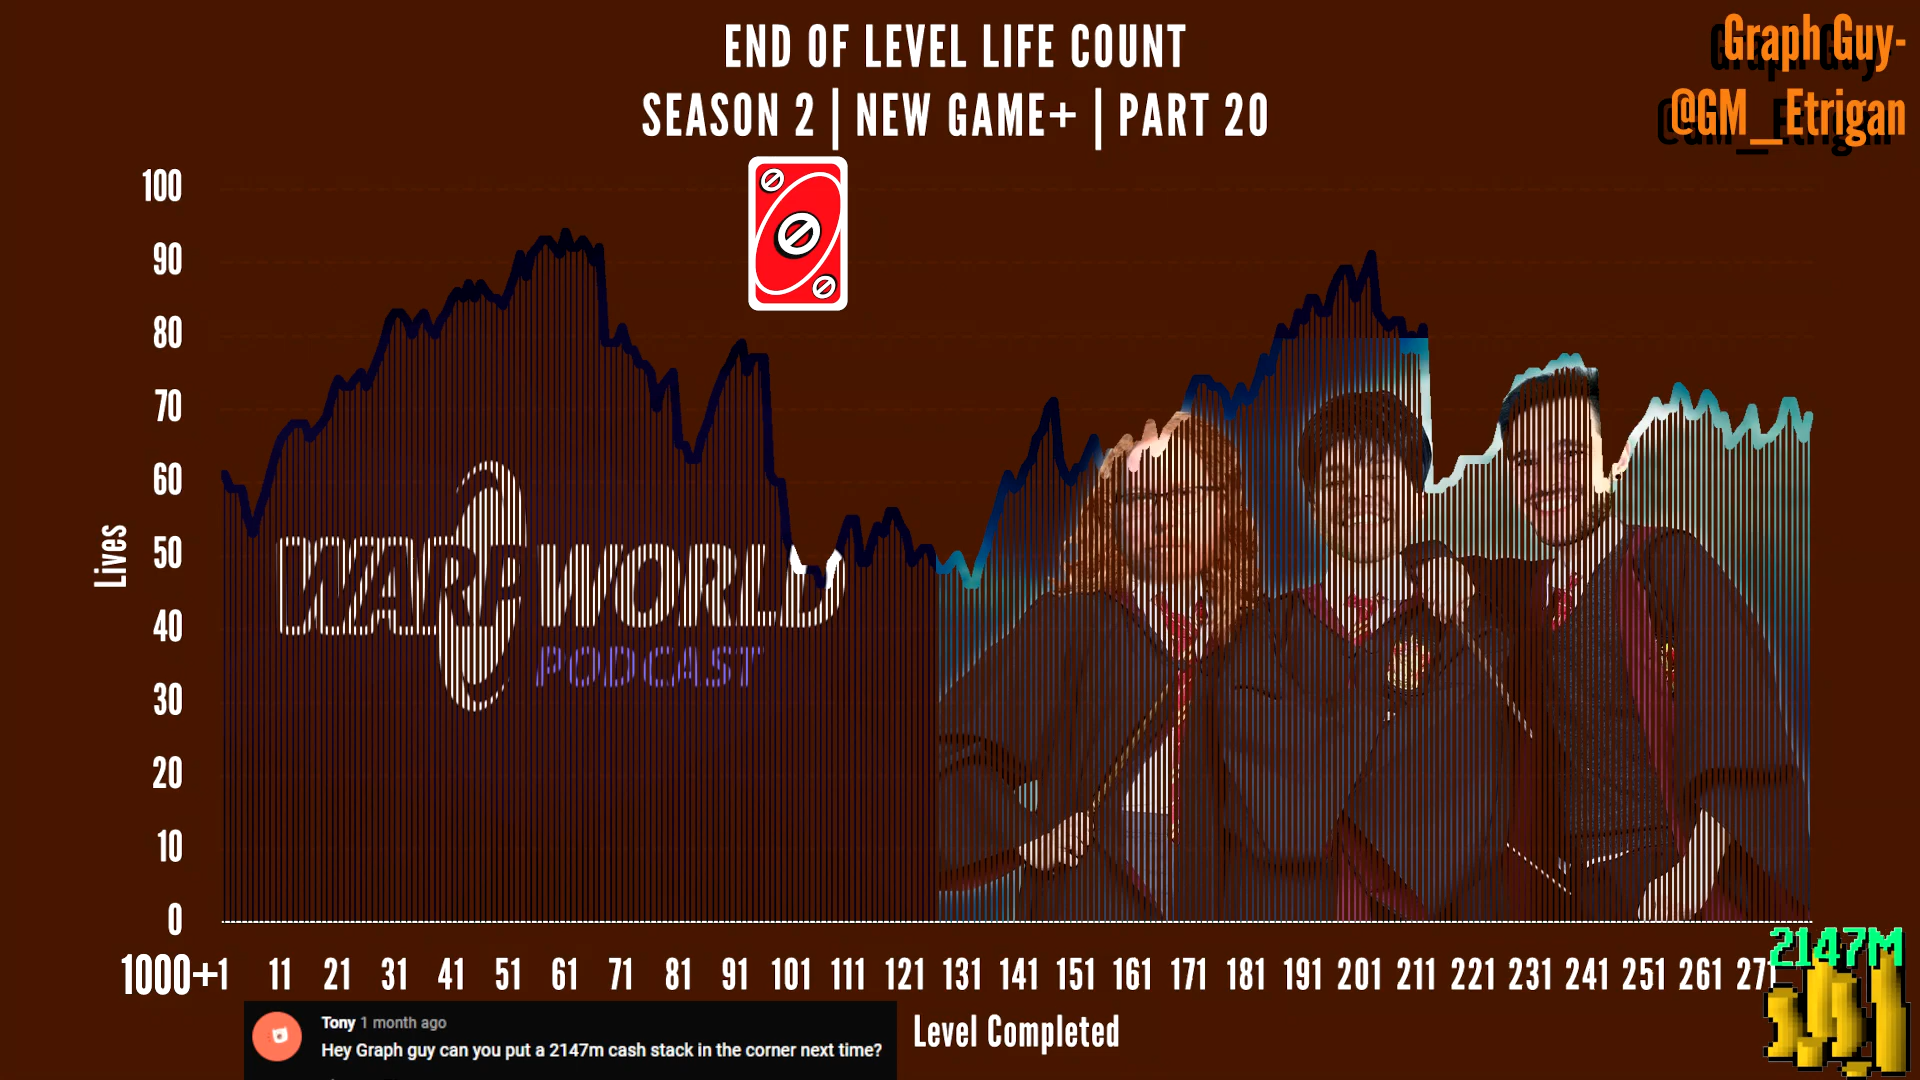 END OF LEVEL LIFE COUNT
SEASON 2 | NEW GAME+ | PART 20
Graph Guy-
@GM__Etrigan
100
90
80
70
60
50
40
30
20
10
0
Lives
WARP WORLD
PODCAST
1000+1 11 21 31 41 51 61 71 81 91 101 111 121 131 141 151 161 171 181 191 201 211 221 231 241 251 261 271
2147M
Level Completed
Tony 1 month ago
Hey Graph guy can you put a 2147m cash stack in the corner next time?